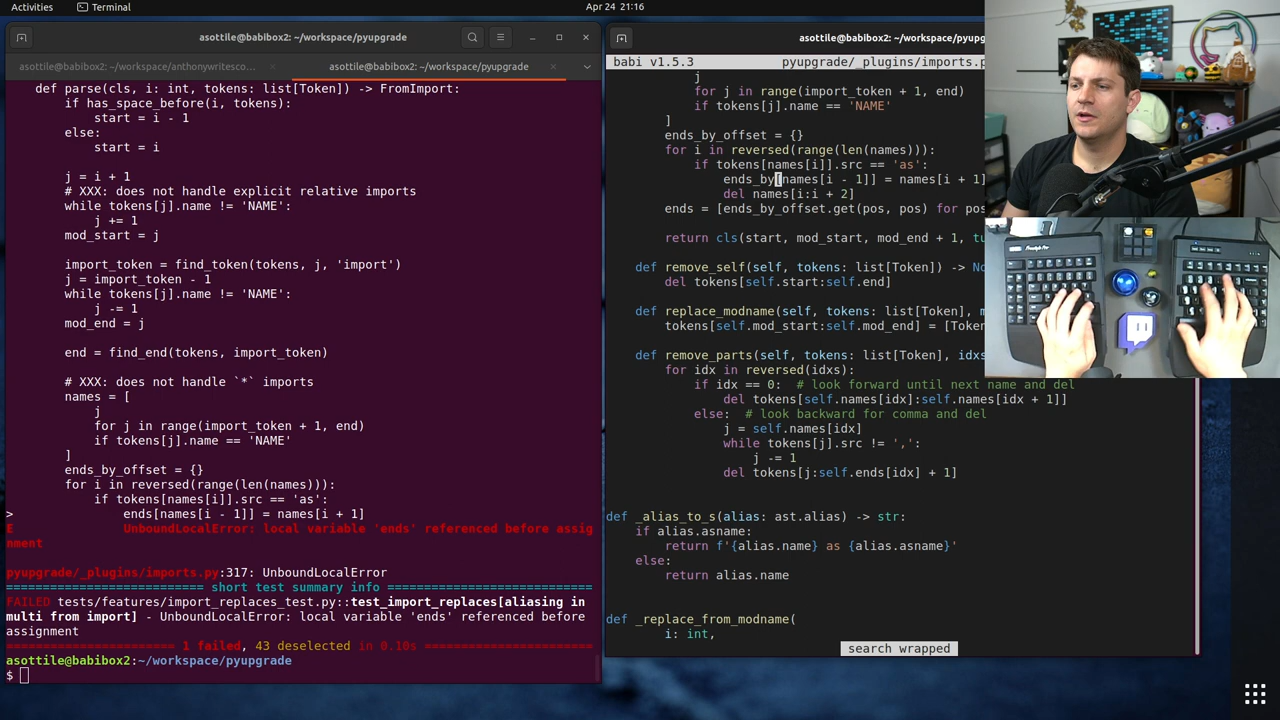 Activities
Terminal
Apr 24 21:16
asottile@babibox2: ~/workspace/pyupgrade
asottile@babibox2: ~/workspace/anthonywritesco...
asottile@babibox2: ~/workspace/pyupgrade
def parse(cls, i: int, tokens: list[Token]) -> FromImport:
if has_space_before(i, tokens):
start = i - 1
else:
start = i
j = i + 1
# XXX: does not handle explicit relative imports
while tokens[j].name != 'NAME':
j += 1
mod_start = j
import_token = find_token(tokens, j, 'import')
j = import_token - 1
while tokens[j].name != 'NAME':
j -= 1
mod_end = j
end = find_end(tokens, import_token)
# XXX: does not handle `*` imports
names = [
j
for j in range(import_token + 1, end)
if tokens[j].name == 'NAME'
]
ends_by_offset = {}
for i in reversed(range(len(names))):
if tokens[names[i]].src == 'as':
> ends[names[i - 1]] = names[i + 1]
E UnboundLocalError: local variable 'ends' referenced before assig
nment
pyupgrade/_plugins/imports.py:317: UnboundLocalError
=========================== short test summary info ============================
FAILED tests/features/import_replaces_test.py::test_import_replaces[aliasing in
multi from import] - UnboundLocalError: local variable 'ends' referenced before
assignment
======================= 1 failed, 43 deselected in 0.10s =======================
asottile@babibox2:~/workspace/pyupgrade
$
asottile@babibox2: ~/workspace/pyupg
babi v1.5.3 pyupgrade/_plugins/imports.p
j
for j in range(import_token + 1, end)
if tokens[j].name == 'NAME'
]
ends_by_offset = {}
for i in reversed(range(len(names))):
if tokens[names[i]].src == 'as':
ends_by[names[i - 1]] = names[i + 1]
del names[i:i + 2]
ends = [ends_by_offset.get(pos, pos) for pos
return cls(start, mod_start, mod_end + 1, tu
def remove_self(self, tokens: list[Token]) -> No
del tokens[self.start:self.end]
def replace_modname(self, tokens: list[Token], m
tokens[self.mod_start:self.mod_end] = [Token
def remove_parts(self, tokens: list[Token], idxs
for idx in reversed(idxs):
if idx == 0: # look forward until next name and del
del tokens[self.names[idx]:self.names[idx + 1]]
else: # look backward for comma and del
j = self.names[idx]
while tokens[j].src != ',':
j -= 1
del tokens[j:self.ends[idx] + 1]
def _alias_to_s(alias: ast.alias) -> str:
if alias.asname:
return f'{alias.name} as {alias.asname}'
else:
return alias.name
def _replace_from_modname(
i: int,
search wrapped